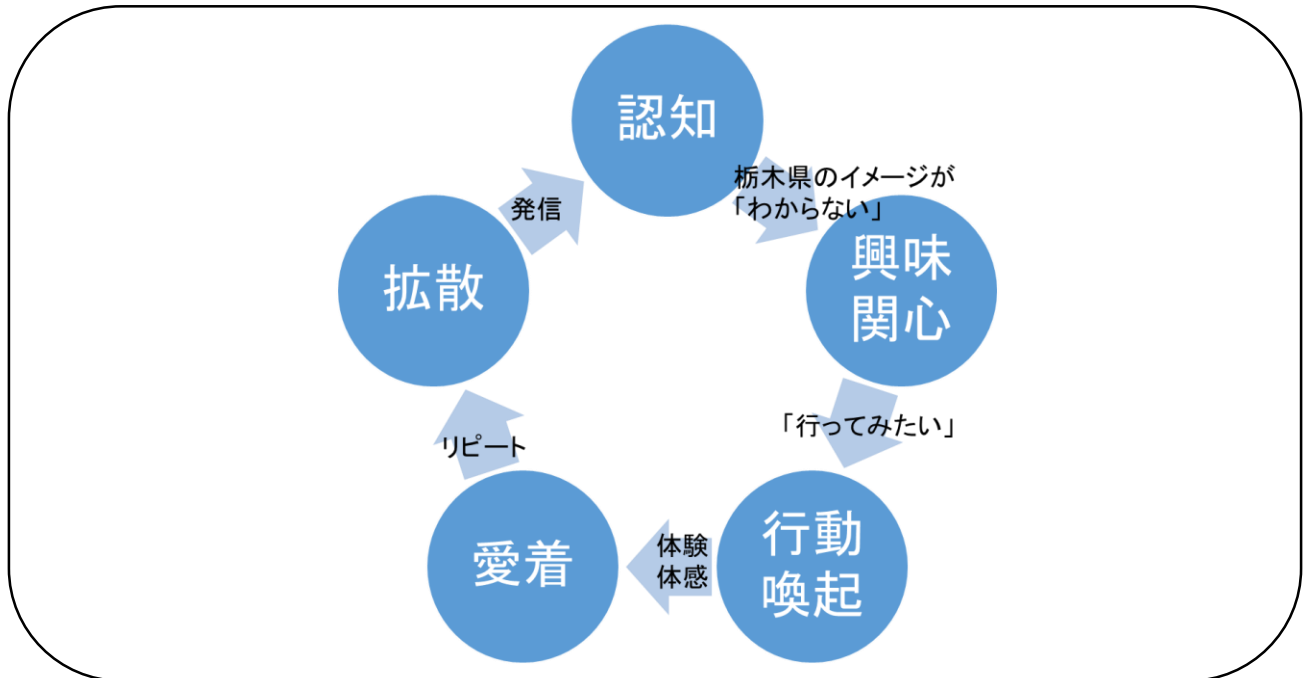 認知
栃木県のイメージが
「わからない」
興味
関心
「行ってみたい」
行動
喚起
体験
体感
愛着
リピート
拡散
発信